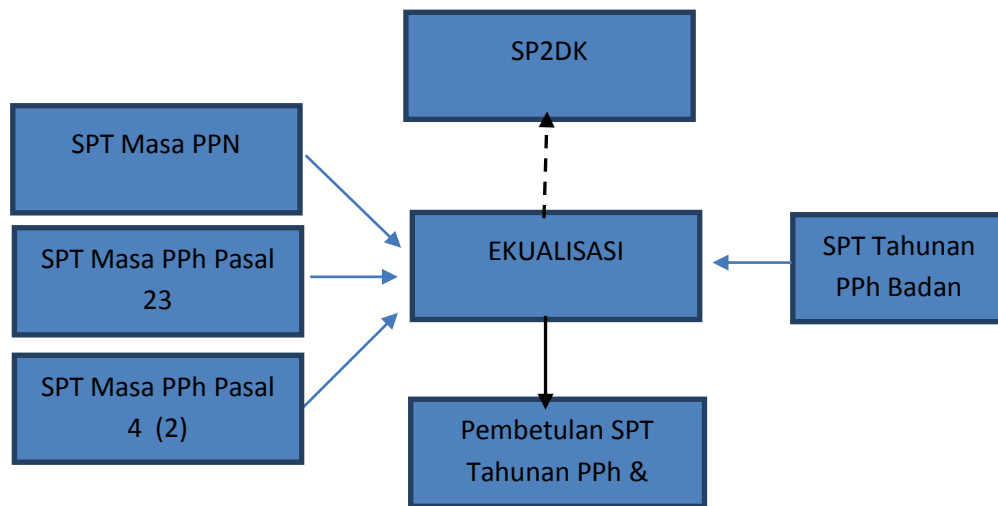 SP2DK
SPT Masa PPN
EKUALISASI
SPT Masa PPh Pasal
23
SPT Tahunan
PPh Badan
SPT Masa PPh Pasal
4 (2)
Pembetulan SPT
Tahunan PPh &